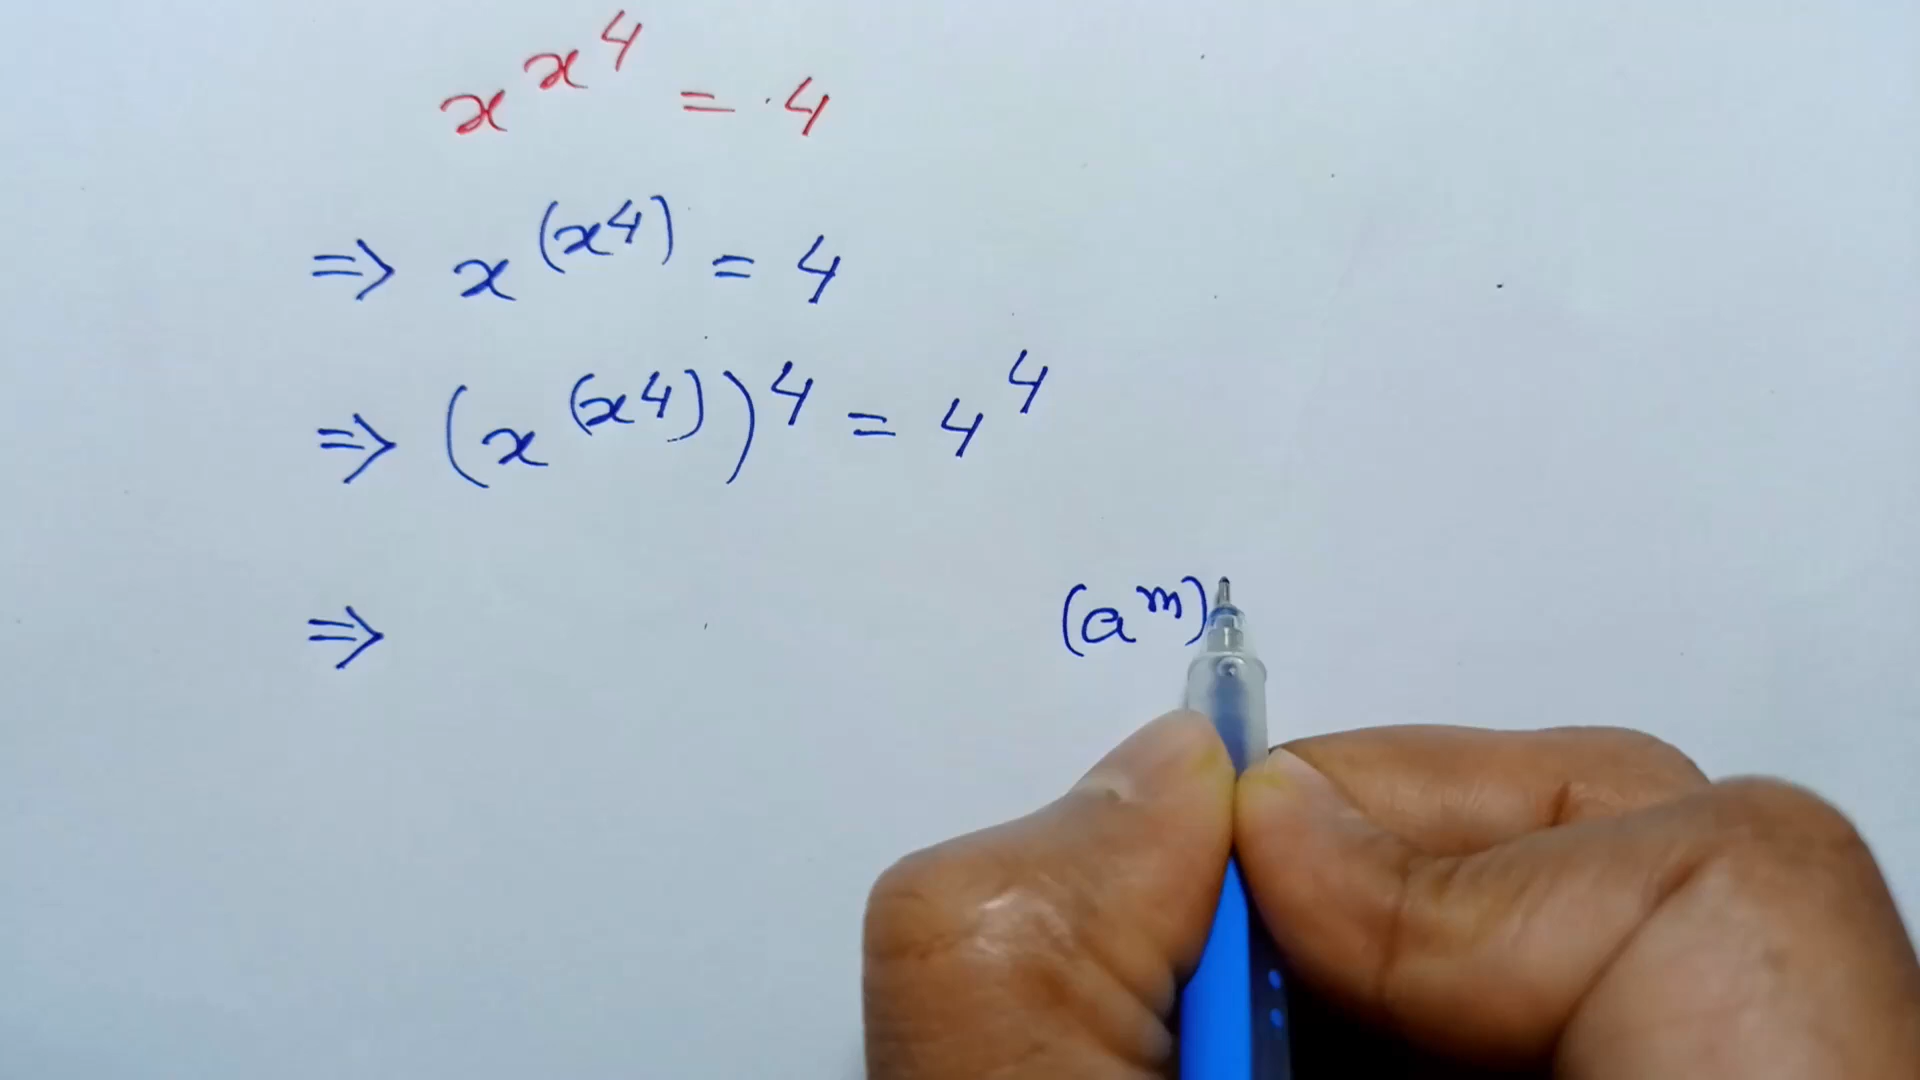 x^x^4 = 4
⇒ x^(x^4) = 4
⇒ (x^(x^4))^4 = 4^4
⇒ (a^m)